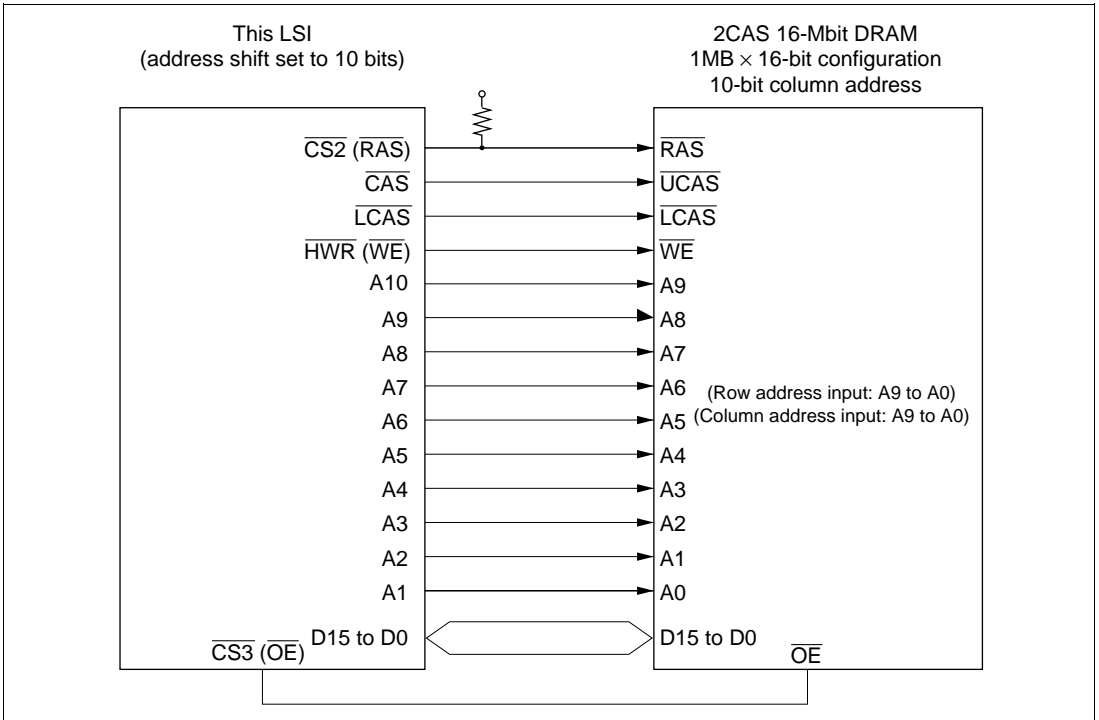 This LSI
(address shift set to 10 bits)
2CAS 16-Mbit DRAM
1MB × 16-bit configuration
10-bit column address
CS2 (RAS)
RAS
CAS
UCAS
LCAS
LCAS
HWR (WE)
WE
A10
A9
A9
A8
A8
A7
A7
A6
(Row address input: A9 to A0)
A6
A5
(Column address input: A9 to A0)
A5
A4
A4
A3
A3
A2
A2
A1
A1
A0
D15 to D0
D15 to D0
CS3 (OE)
OE